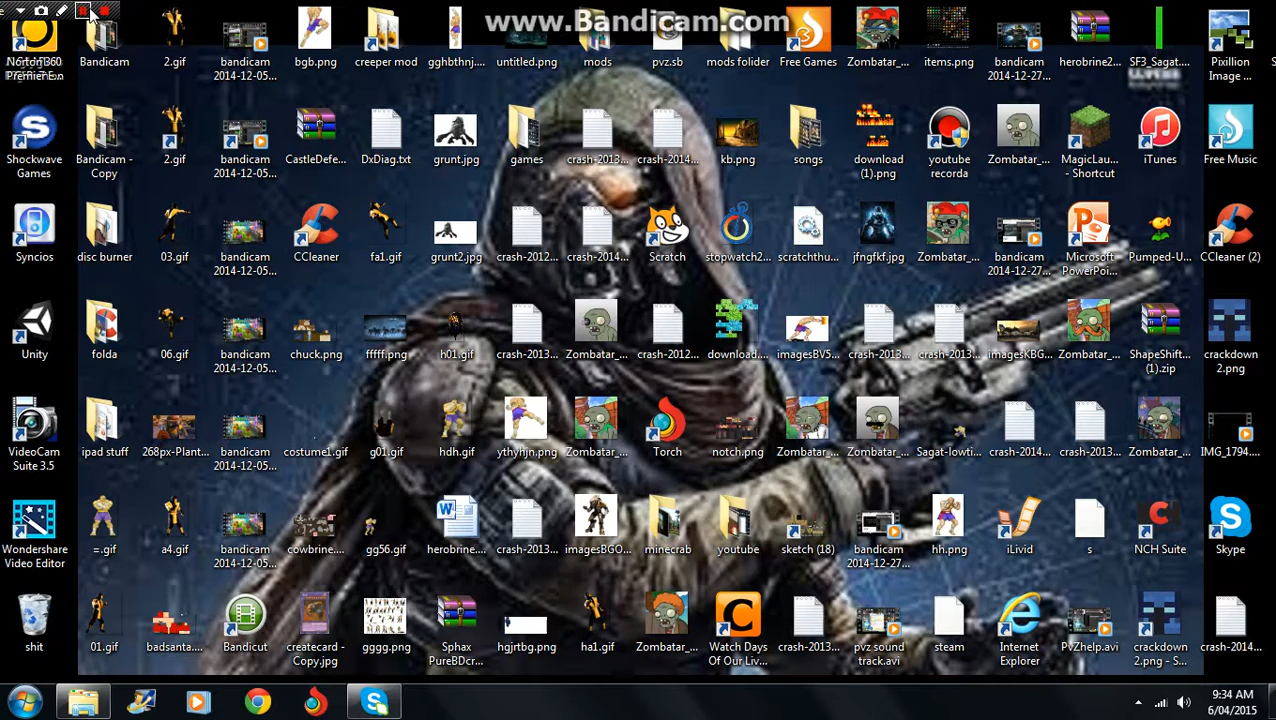 www.Bandicam.com
Norton360
Premiere...
Bandicam
2.gif
bandicam
2014-12-05...
bgb.png
creeper mod
gghbthnj....
untitled.png
mods
pvz.sb
mods folider
Free Games
Zombatar_...
items.png
bandicam
2014-12-27...
herobrine2...
SF3_Sagat....
Pixillion
Image ...
Shockwave
Games
Bandicam -
Copy
2.gif
bandicam
2014-12-05...
CastleDefe...
DxDiag.txt
grunt.jpg
games
crash-2013...
crash-2014...
kb.png
songs
download
(1).png
youtube
recorda
Zombatar_...
MagicLau...
- Shortcut
iTunes
Free Music
Syncios
disc burner
03.gif
bandicam
2014-12-05...
CCleaner
fa1.gif
grunt2.jpg
crash-2012...
crash-2014...
Scratch
stopwatch2...
scratchthu...
jfngfkf.jpg
Zombatar_...
bandicam
2014-12-27...
Microsoft
PowerPoi...
Pumped-U...
CCleaner (2)
Unity
folda
06.gif
bandicam
2014-12-05...
chuck.png
fffff.png
h01.gif
crash-2013...
Zombatar_...
crash-2012...
download....
imagesBV5...
crash-2013...
crash-2013...
imagesKBG...
Zombatar_...
ShapeShift...
(1).zip
crackdown
2.png
VideoCam
Suite 3.5
ipad stuff
268px-Plant...
bandicam
2014-12-05...
costume1.gif
g01.gif
hdh.gif
ythyhjn.png
Zombatar_...
Torch
notch.png
Zombatar_...
Zombatar_...
Sagat-lowti...
crash-2014...
crash-2013...
Zombatar_...
IMG_1794....
Wondershare
Video Editor
=.gif
a4.gif
bandicam
2014-12-05...
cowbrine....
gg56.gif
herobrine...
crash-2013...
imagesBGO...
minecrab
youtube
sketch (18)
bandicam
2014-12-27...
hh.png
iLivid
s
NCH Suite
Skype
shit
01.gif
badsanta....
Bandicut
createcard -
Copy.jpg
gggg.png
Sphax
PureBDcr...
hgjrtbg.png
ha1.gif
Zombatar_...
Watch Days
Of Our Liv...
crash-2013...
pvz sound
track.avi
steam
Internet
Explorer
PVZhelp.avi
crackdown
2.png - S...
crash-2014...
9:34 AM
6/04/2015